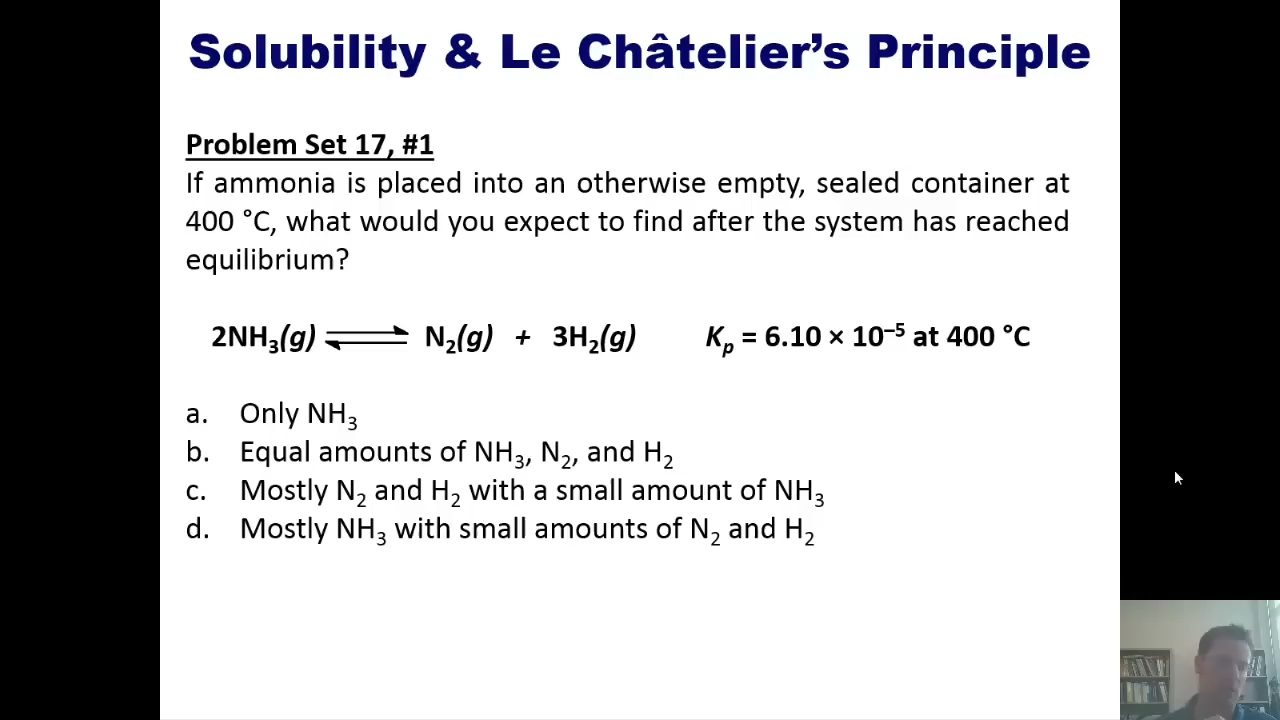 Solubility & Le Châtelier’s Principle
Problem Set 17, #1
If ammonia is placed into an otherwise empty, sealed container at
400 °C, what would you expect to find after the system has reached
equilibrium?
2NH₃(g) ⇌ N₂(g) + 3H₂(g) Kₚ = 6.10 × 10⁻⁵ at 400 °C
a. Only NH₃
b. Equal amounts of NH₃, N₂, and H₂
c. Mostly N₂ and H₂ with a small amount of NH₃
d. Mostly NH₃ with small amounts of N₂ and H₂